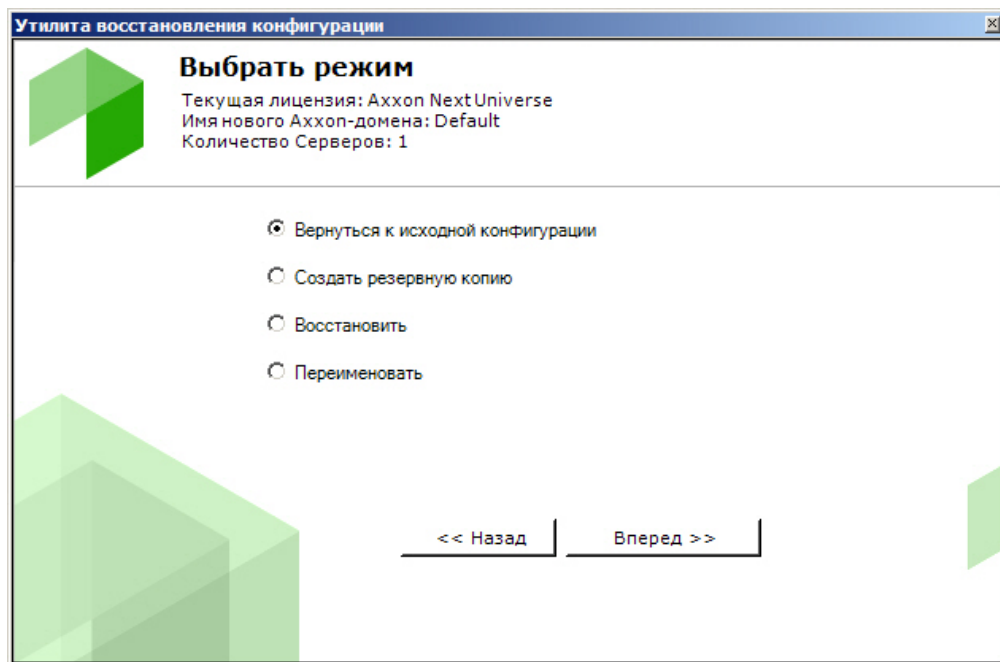 Утилита восстановления конфигурации
Выбрать режим
Текущая лицензия: Axxon Next Universe
Имя нового Axxon-домена: Default
Количество Серверов: 1
Вернуться к исходной конфигурации
Создать резервную копию
Восстановить
Переименовать
<< Назад
Вперед >>